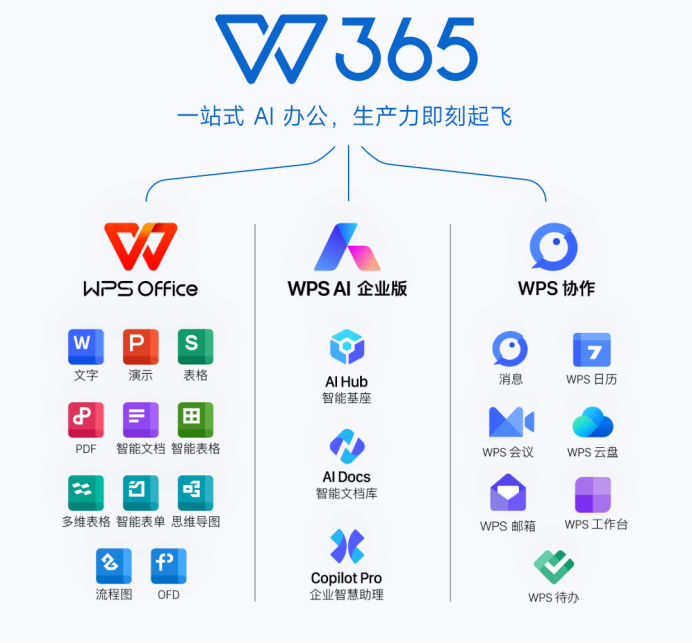 W365
一站式 AI 办公，生产力即刻起飞
WPS Office
文字 演示 表格
PDF 智能文档 智能表格
多维表格 智能表单 思维导图
流程图 OFD
WPS AI 企业版
AI Hub
智能基座
AI Docs
智能文档库
Copilot Pro
企业智慧助理
WPS 协作
消息 WPS 日历
WPS 会议 WPS 云盘
WPS 邮箱 WPS 工作台
WPS 待办